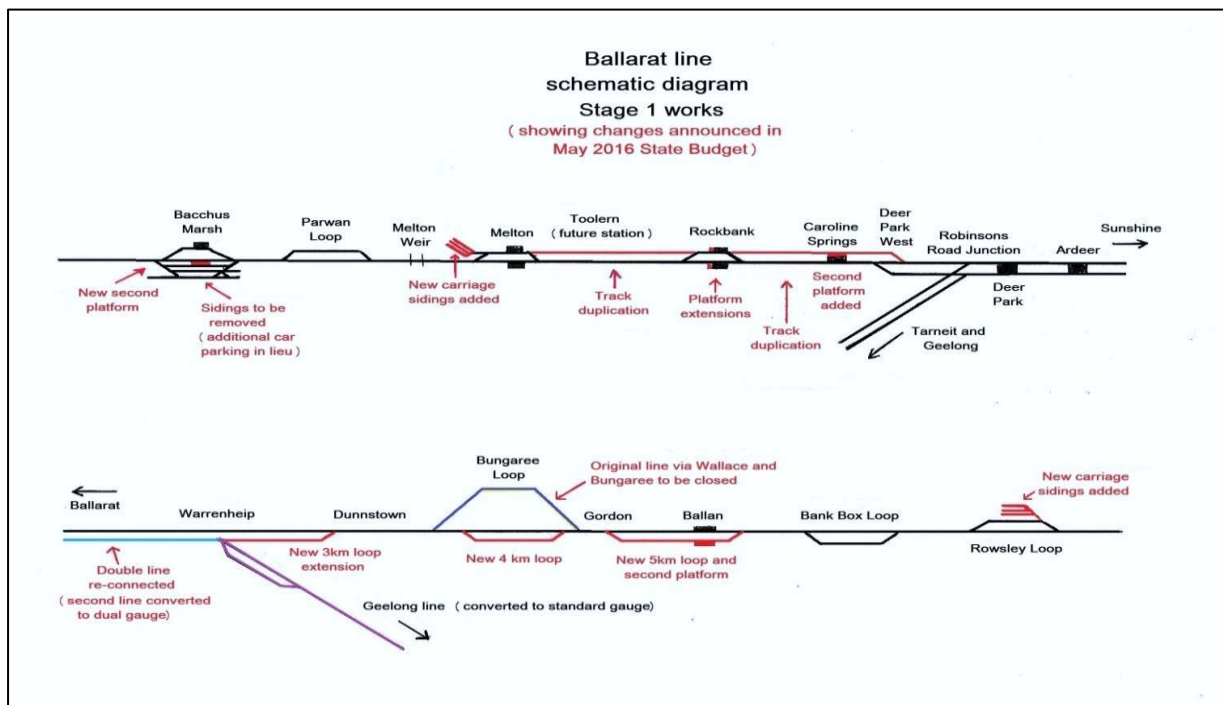 Ballarat line
schematic diagram
Stage 1 works
( showing changes announced in
May 2016 State Budget )
Bacchus
Marsh
Parwan
Loop
Melton
Weir
Melton
Toolern
( future station )
Rockbank
Caroline
Springs
Deer
Park
West
Robinsons
Road Junction
Ardeer
Sunshine
New second
platform
Sidings to be
removed
( additional car
parking in lieu )
New carriage
sidings added
Track
duplication
Platform
extensions
Track
duplication
Second
platform
added
Deer
Park
Tarneit and
Geelong
Ballarat
Warrenheip
Dunnstown
Bungaree
Loop
Original line via Wallace and
Bungaree to be closed
Gordon
Ballan
Bank Box Loop
New carriage
sidings added
Rowsley Loop
Double line
re-connected
( second line converted
to dual gauge)
New 3km loop
extension
New 4 km loop
New 5km loop and
second platform
Geelong line ( converted to standard gauge)